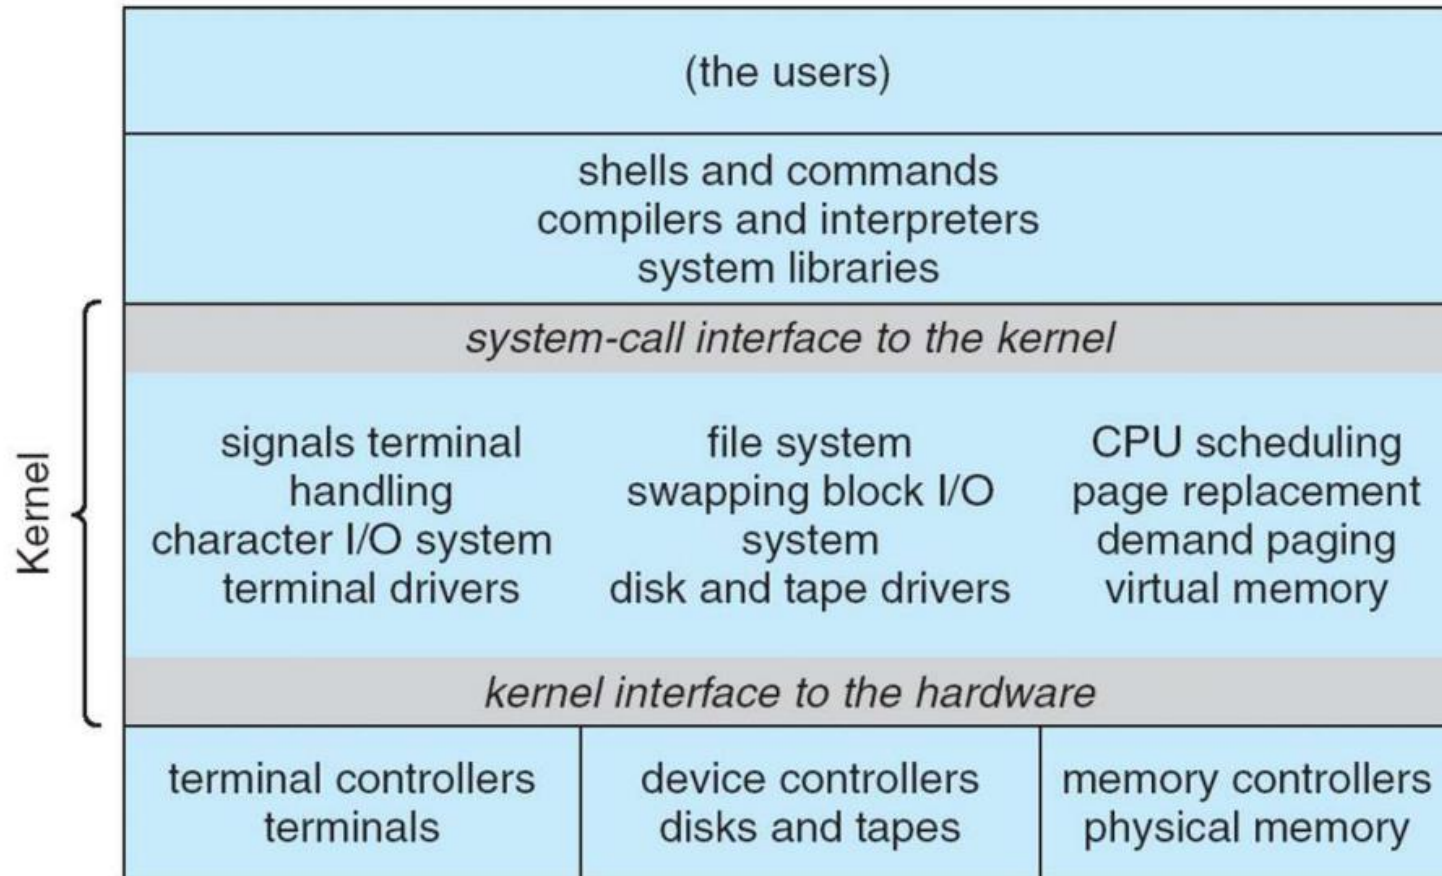 (the users)
shells and commands
compilers and interpreters
system libraries
Kernel
system-call interface to the kernel
signals terminal
handling
character I/O system
terminal drivers
file system
swapping block I/O
system
disk and tape drivers
CPU scheduling
page replacement
demand paging
virtual memory
kernel interface to the hardware
terminal controllers
terminals
device controllers
disks and tapes
memory controllers
physical memory